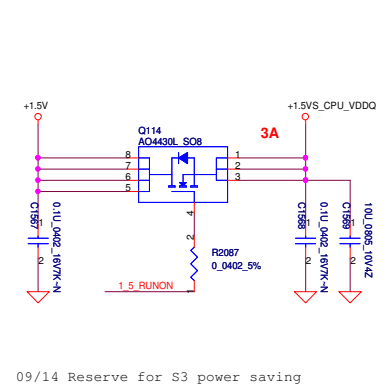 +1.5V
+1.5VS_CPU_VDDQ
Q114
AO4430L_SO8
3A
8
7
6
5
1
2
3
4
C1567
1
2
0.1U_0402_16V7K~N
2
R2087
0_0402_5%
1
1_5_RUNON
C1568
1
2
0.1U_0402_16V7K~N
C1569
1
2
10U_0805_10V4Z
09/14 Reserve for S3 power saving